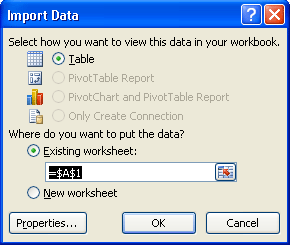 Import Data
Select how you want to view this data in your workbook.
Table
PivotTable Report
PivotChart and PivotTable Report
Only Create Connection
Where do you want to put the data?
Existing worksheet:
=$A$1
New worksheet
Properties... OK Cancel